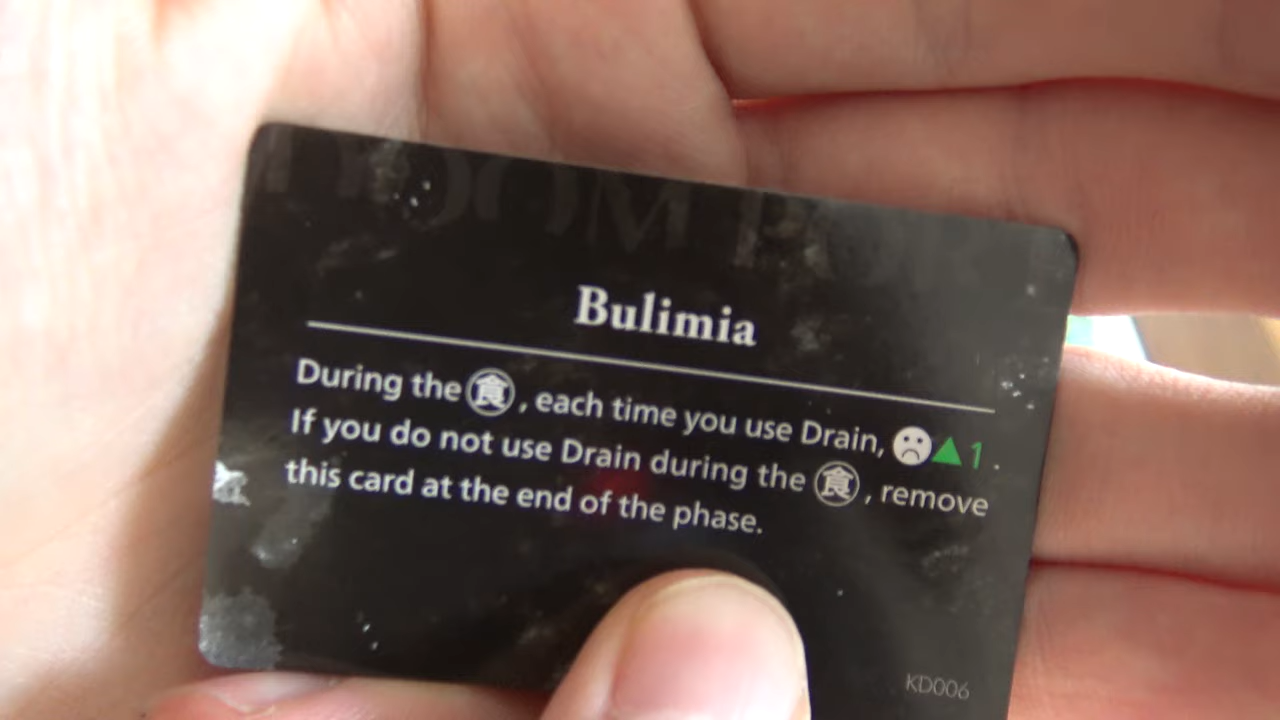 Bulimia
During the 食, each time you use Drain, ☹▲1.
If you do not use Drain during the 食, remove
this card at the end of the phase.
KD006